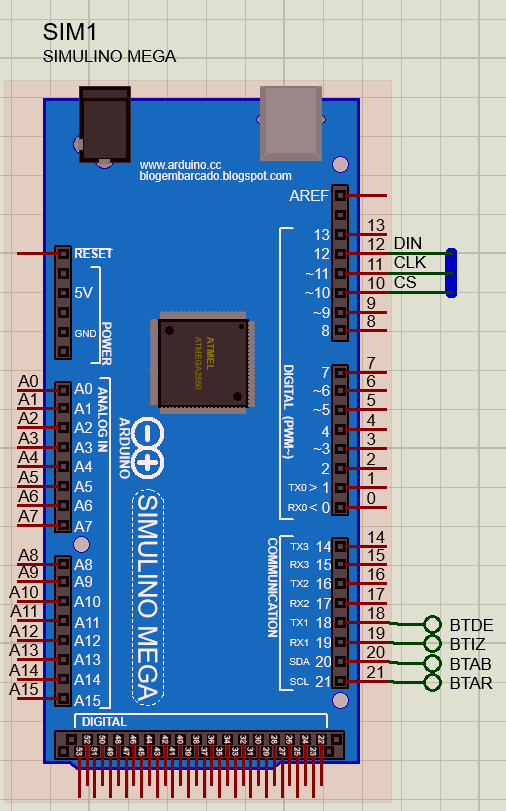 SIM1
SIMULINO MEGA
www.arduino.cc
blogembarcado.blogspot.com
RESET
5V
GND
POWER
A0 A0
A1 A1
A2 A2
A3 A3
A4 A4
A5 A5
A6 A6
A7 A7
ANALOG IN
A8 A8
A9 A9
A10 A10
A11 A11
A12 A12
A13 A13
A14 A14
A15 A15
ATMEL
ATMEGA2560
ARDUINO
SIMULINO MEGA
AREF
13 13
12 12 DIN
~11 11 CLK
~10 10 CS
~9 9
8 8
DIGITAL (PWM~)
7 7
~6 6
~5 5
4 4
~3 3
2 2
TX0 > 1 1
RX0 < 0 0
COMMUNICATION
TX3 14 14
RX3 15 15
TX2 16 16
RX2 17 17
TX1 18 18 BTDE
RX1 19 19 BTIZ
SDA 20 20 BTAB
SCL 21 21 BTAR
DIGITAL
52 50 48 46 44 42 40 38 36 34 32 30 28 26 24 22
53 51 49 47 45 43 41 39 37 35 33 31 29 27 25 23